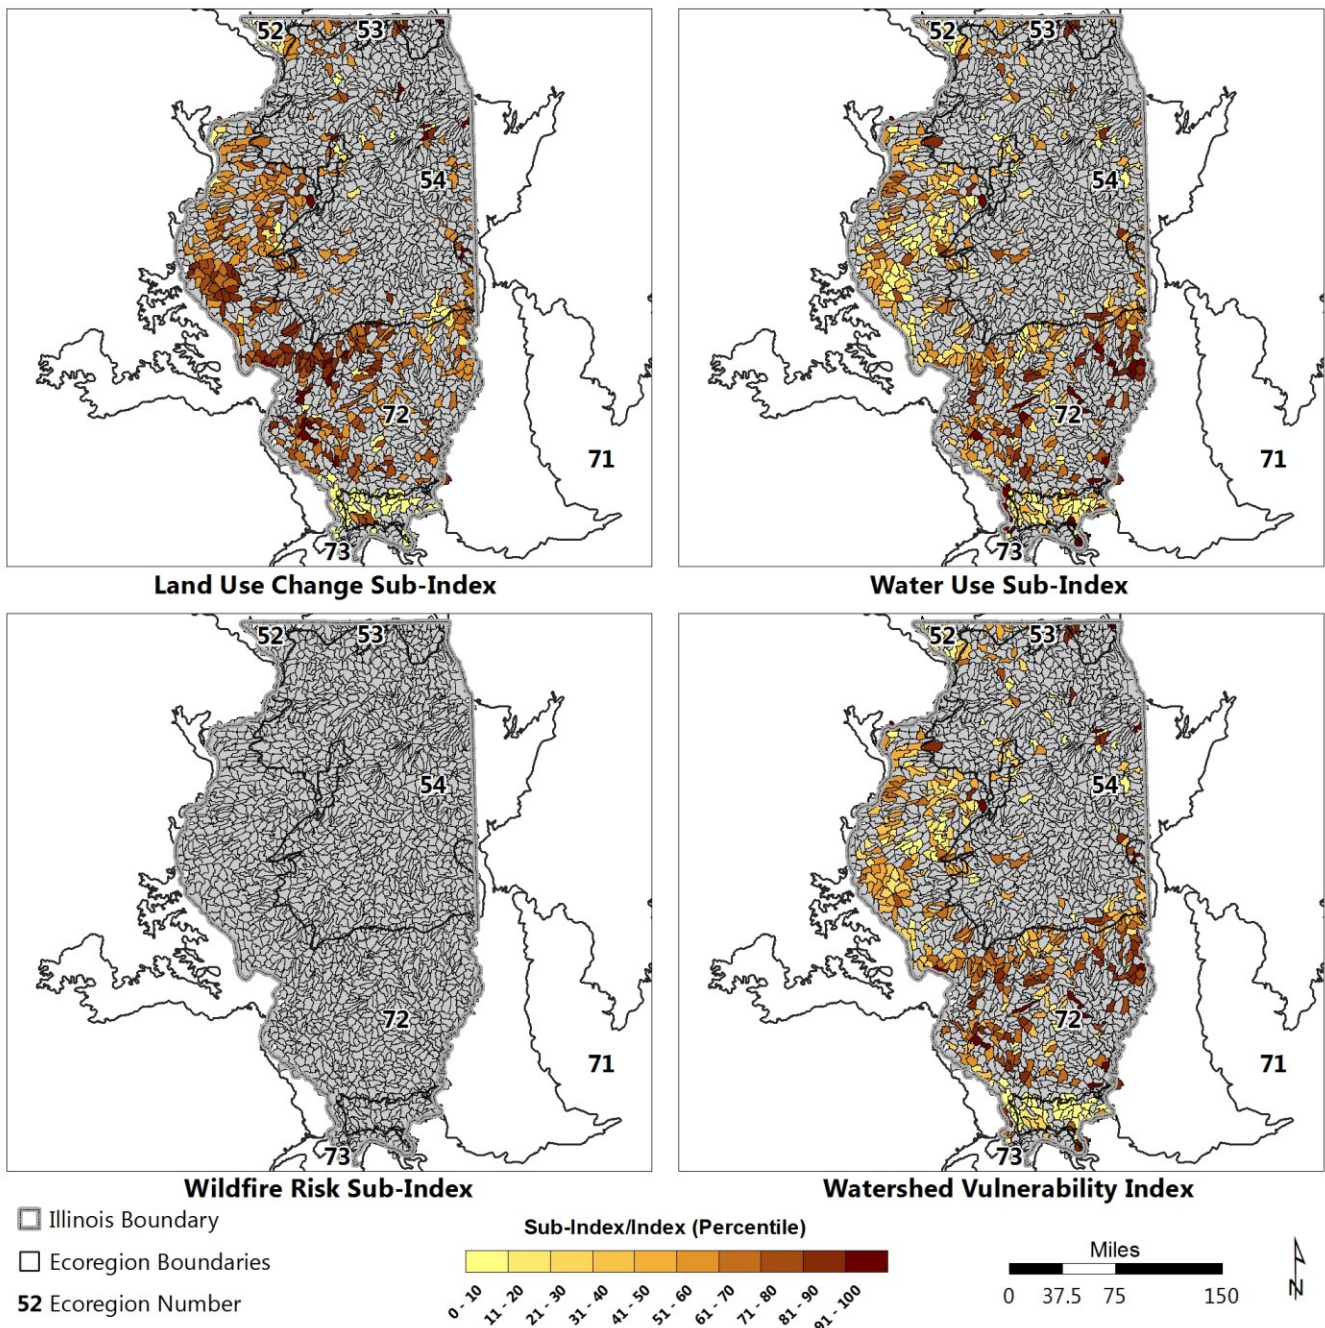 52
53
54
72
71
73
Land Use Change Sub-Index
52
53
54
72
71
73
Water Use Sub-Index
52
53
54
72
71
73
Wildfire Risk Sub-Index
52
53
54
72
71
73
Watershed Vulnerability Index
Illinois Boundary
Ecoregion Boundaries
52 Ecoregion Number
Sub-Index/Index (Percentile)
0 - 10
11 - 20
21 - 30
31 - 40
41 - 50
51 - 60
61 - 70
71 - 80
81 - 90
91 - 100
Miles
0 37.5 75 150
N